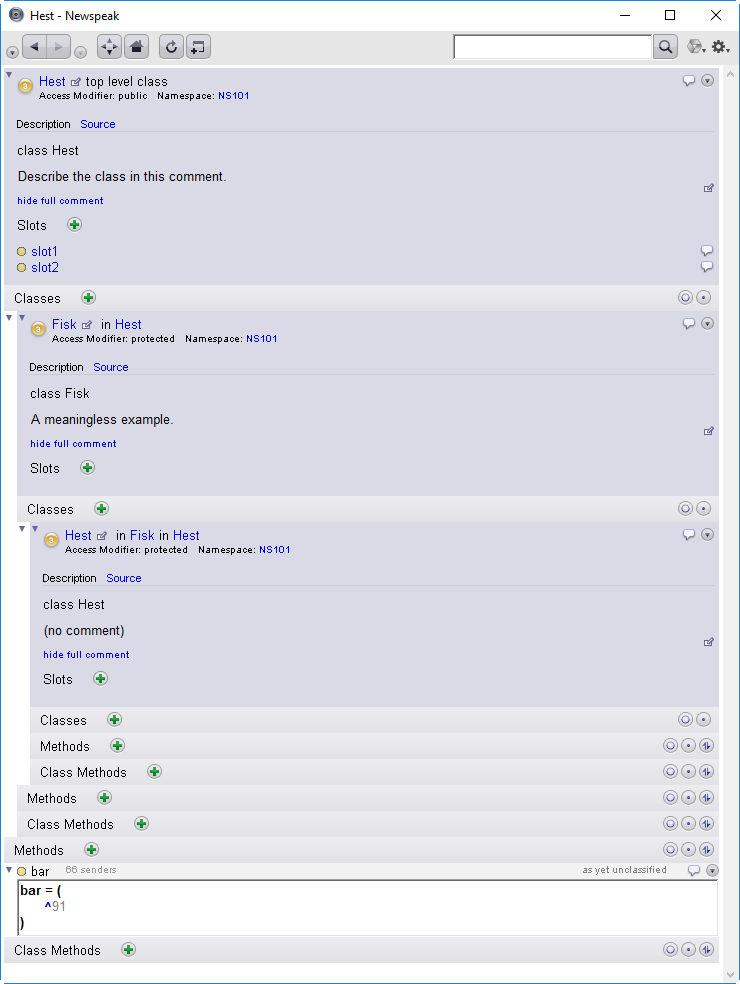 Hest - Newspeak
3 Hest top level class
Access Modifier: public Namespace: NS101
Description Source
class Hest
Describe the class in this comment.
hide full comment
Slots
slot1
slot2
Classes
3 Fisk in Hest
Access Modifier: protected Namespace: NS101
Description Source
class Fisk
A meaningless example.
hide full comment
Slots
Classes
3 Hest in Fisk in Hest
Access Modifier: protected Namespace: NS101
Description Source
class Hest
(no comment)
hide full comment
Slots
Classes
Methods
Class Methods
Methods
Class Methods
Methods
bar 66 senders as yet unclassified
bar = (
^91
)
Class Methods